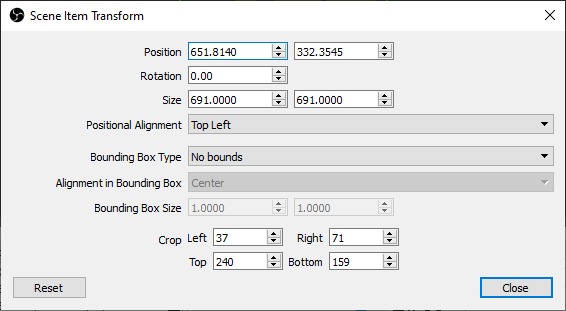 Scene Item Transform
Position 651.8140 332.3545
Rotation 0.00
Size 691.0000 691.0000
Positional Alignment Top Left
Bounding Box Type No bounds
Alignment in Bounding Box Center
Bounding Box Size 1.0000 1.0000
Crop Left 37 Right 71
Top 240 Bottom 159
Reset Close